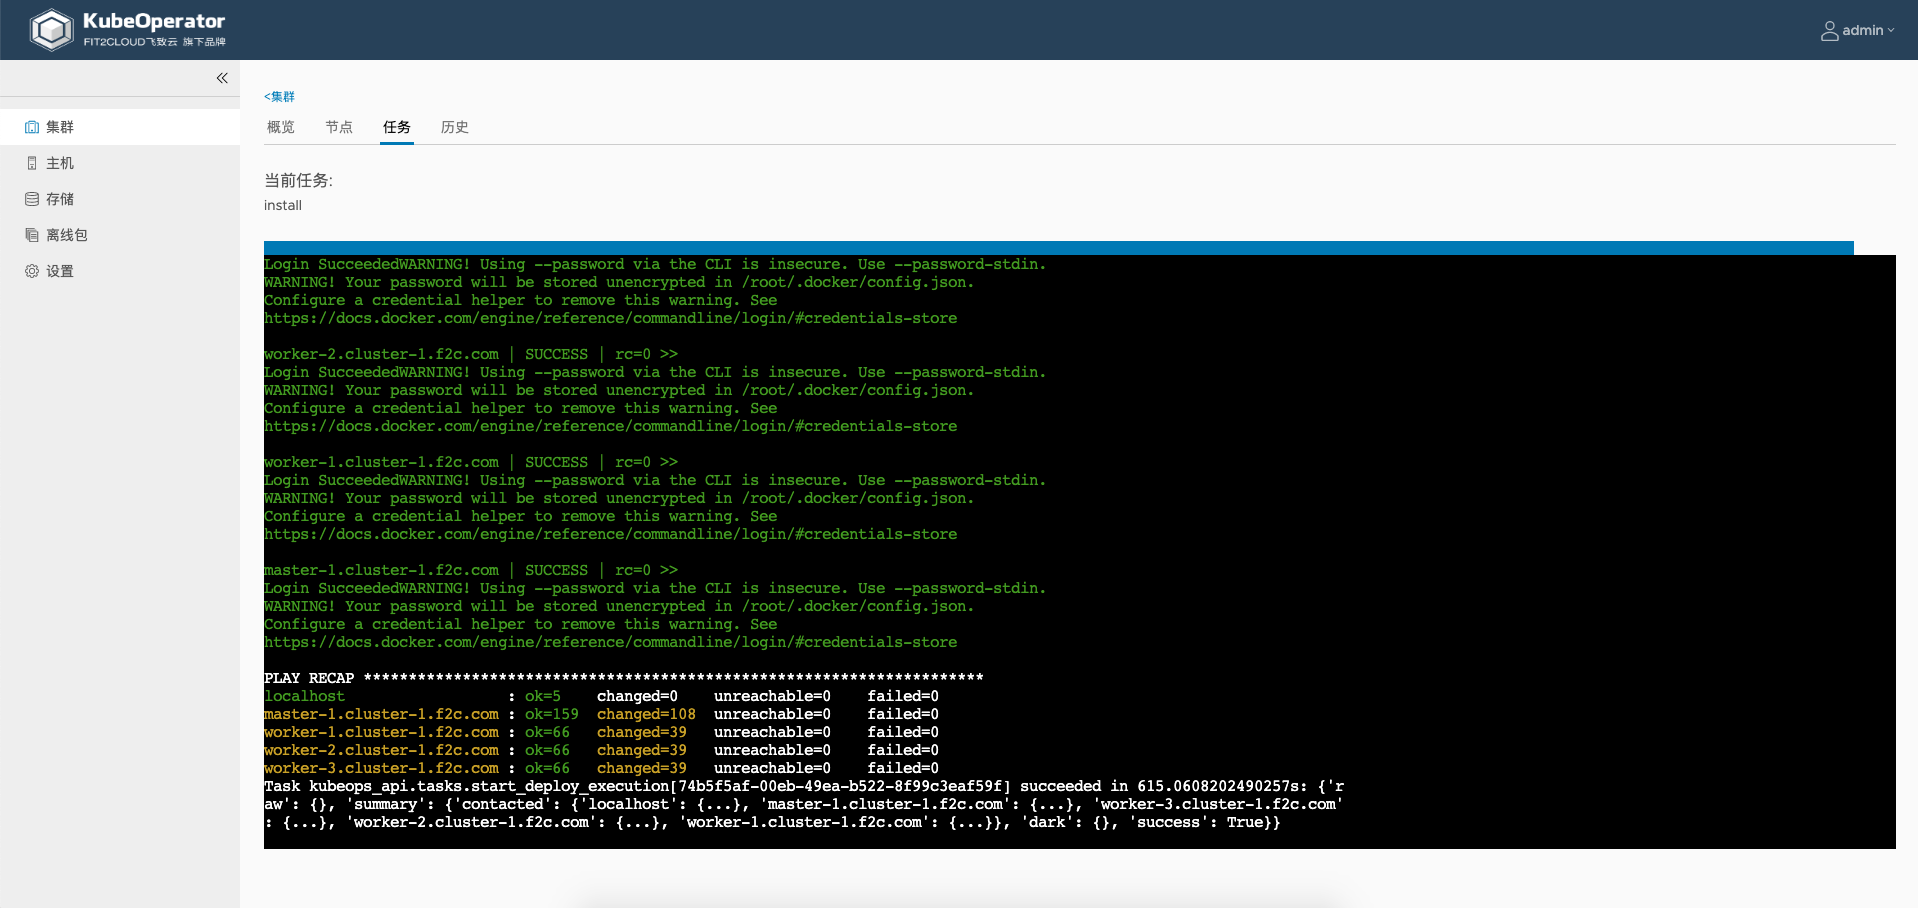 KubeOperator
FIT2CLOUD飞致云 旗下品牌
admin
集群
主机
存储
离线包
设置
<集群
概览 节点 任务 历史
当前任务:
install
Login SucceededWARNING! Using --password via the CLI is insecure. Use --password-stdin.
WARNING! Your password will be stored unencrypted in /root/.docker/config.json.
Configure a credential helper to remove this warning. See
https://docs.docker.com/engine/reference/commandline/login/#credentials-store
worker-2.cluster-1.f2c.com | SUCCESS | rc=0 >>
Login SucceededWARNING! Using --password via the CLI is insecure. Use --password-stdin.
WARNING! Your password will be stored unencrypted in /root/.docker/config.json.
Configure a credential helper to remove this warning. See
https://docs.docker.com/engine/reference/commandline/login/#credentials-store
worker-1.cluster-1.f2c.com | SUCCESS | rc=0 >>
Login SucceededWARNING! Using --password via the CLI is insecure. Use --password-stdin.
WARNING! Your password will be stored unencrypted in /root/.docker/config.json.
Configure a credential helper to remove this warning. See
https://docs.docker.com/engine/reference/commandline/login/#credentials-store
master-1.cluster-1.f2c.com | SUCCESS | rc=0 >>
Login SucceededWARNING! Using --password via the CLI is insecure. Use --password-stdin.
WARNING! Your password will be stored unencrypted in /root/.docker/config.json.
Configure a credential helper to remove this warning. See
https://docs.docker.com/engine/reference/commandline/login/#credentials-store
PLAY RECAP *********************************************************************
localhost : ok=5 changed=0 unreachable=0 failed=0
master-1.cluster-1.f2c.com : ok=159 changed=108 unreachable=0 failed=0
worker-1.cluster-1.f2c.com : ok=66 changed=39 unreachable=0 failed=0
worker-2.cluster-1.f2c.com : ok=66 changed=39 unreachable=0 failed=0
worker-3.cluster-1.f2c.com : ok=66 changed=39 unreachable=0 failed=0
Task kubeops_api.tasks.start_deploy_execution[74b5f5af-00eb-49ea-b522-8f99c3eaf59f] succeeded in 615.0608202490257s: {'r
aw': {}, 'summary': {'contacted': {'localhost': {...}, 'master-1.cluster-1.f2c.com': {...}, 'worker-3.cluster-1.f2c.com'
: {...}, 'worker-2.cluster-1.f2c.com': {...}, 'worker-1.cluster-1.f2c.com': {...}}, 'dark': {}, 'success': True}}